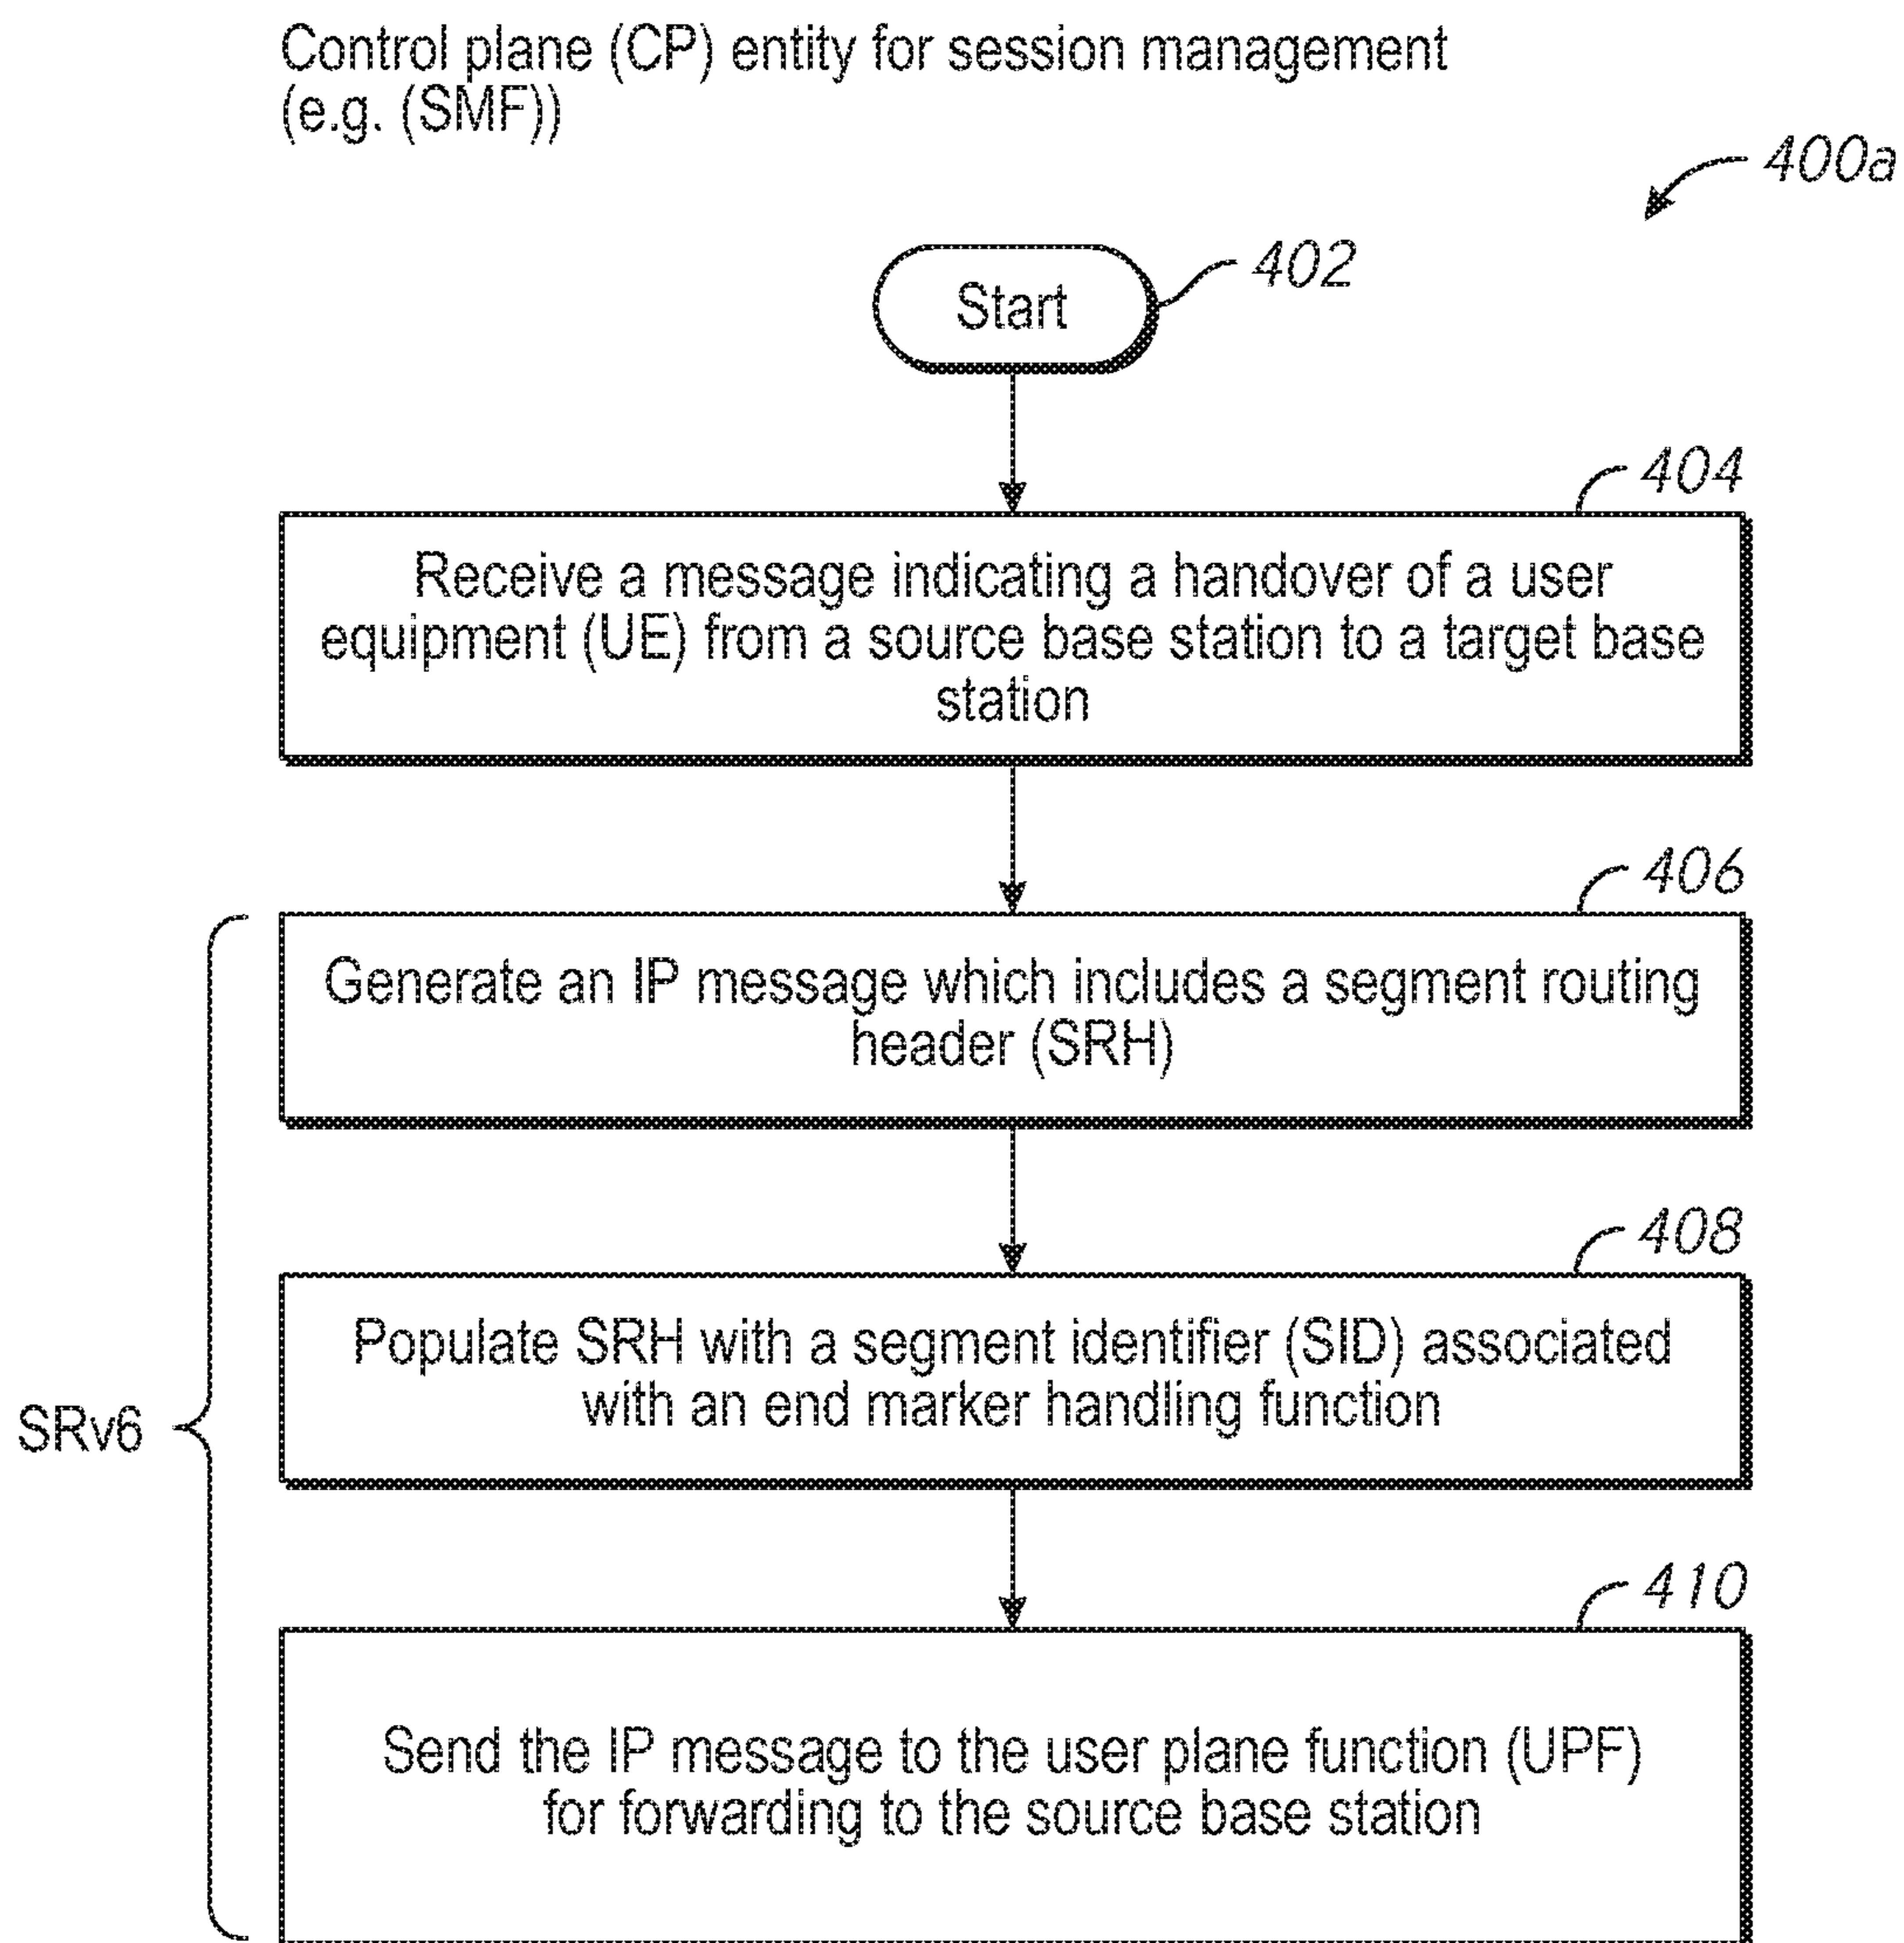 Control plane (CP) entity for session management
(e.g. (SMF))
400a
402
Start
404
Receive a message indicating a handover of a user
equipment (UE) from a source base station to a target base
station
406
Generate an IP message which includes a segment routing
header (SRH)
408
Populate SRH with a segment identifier (SID) associated
with an end marker handling function
SRv6
410
Send the IP message to the user plane function (UPF)
for forwarding to the source base station